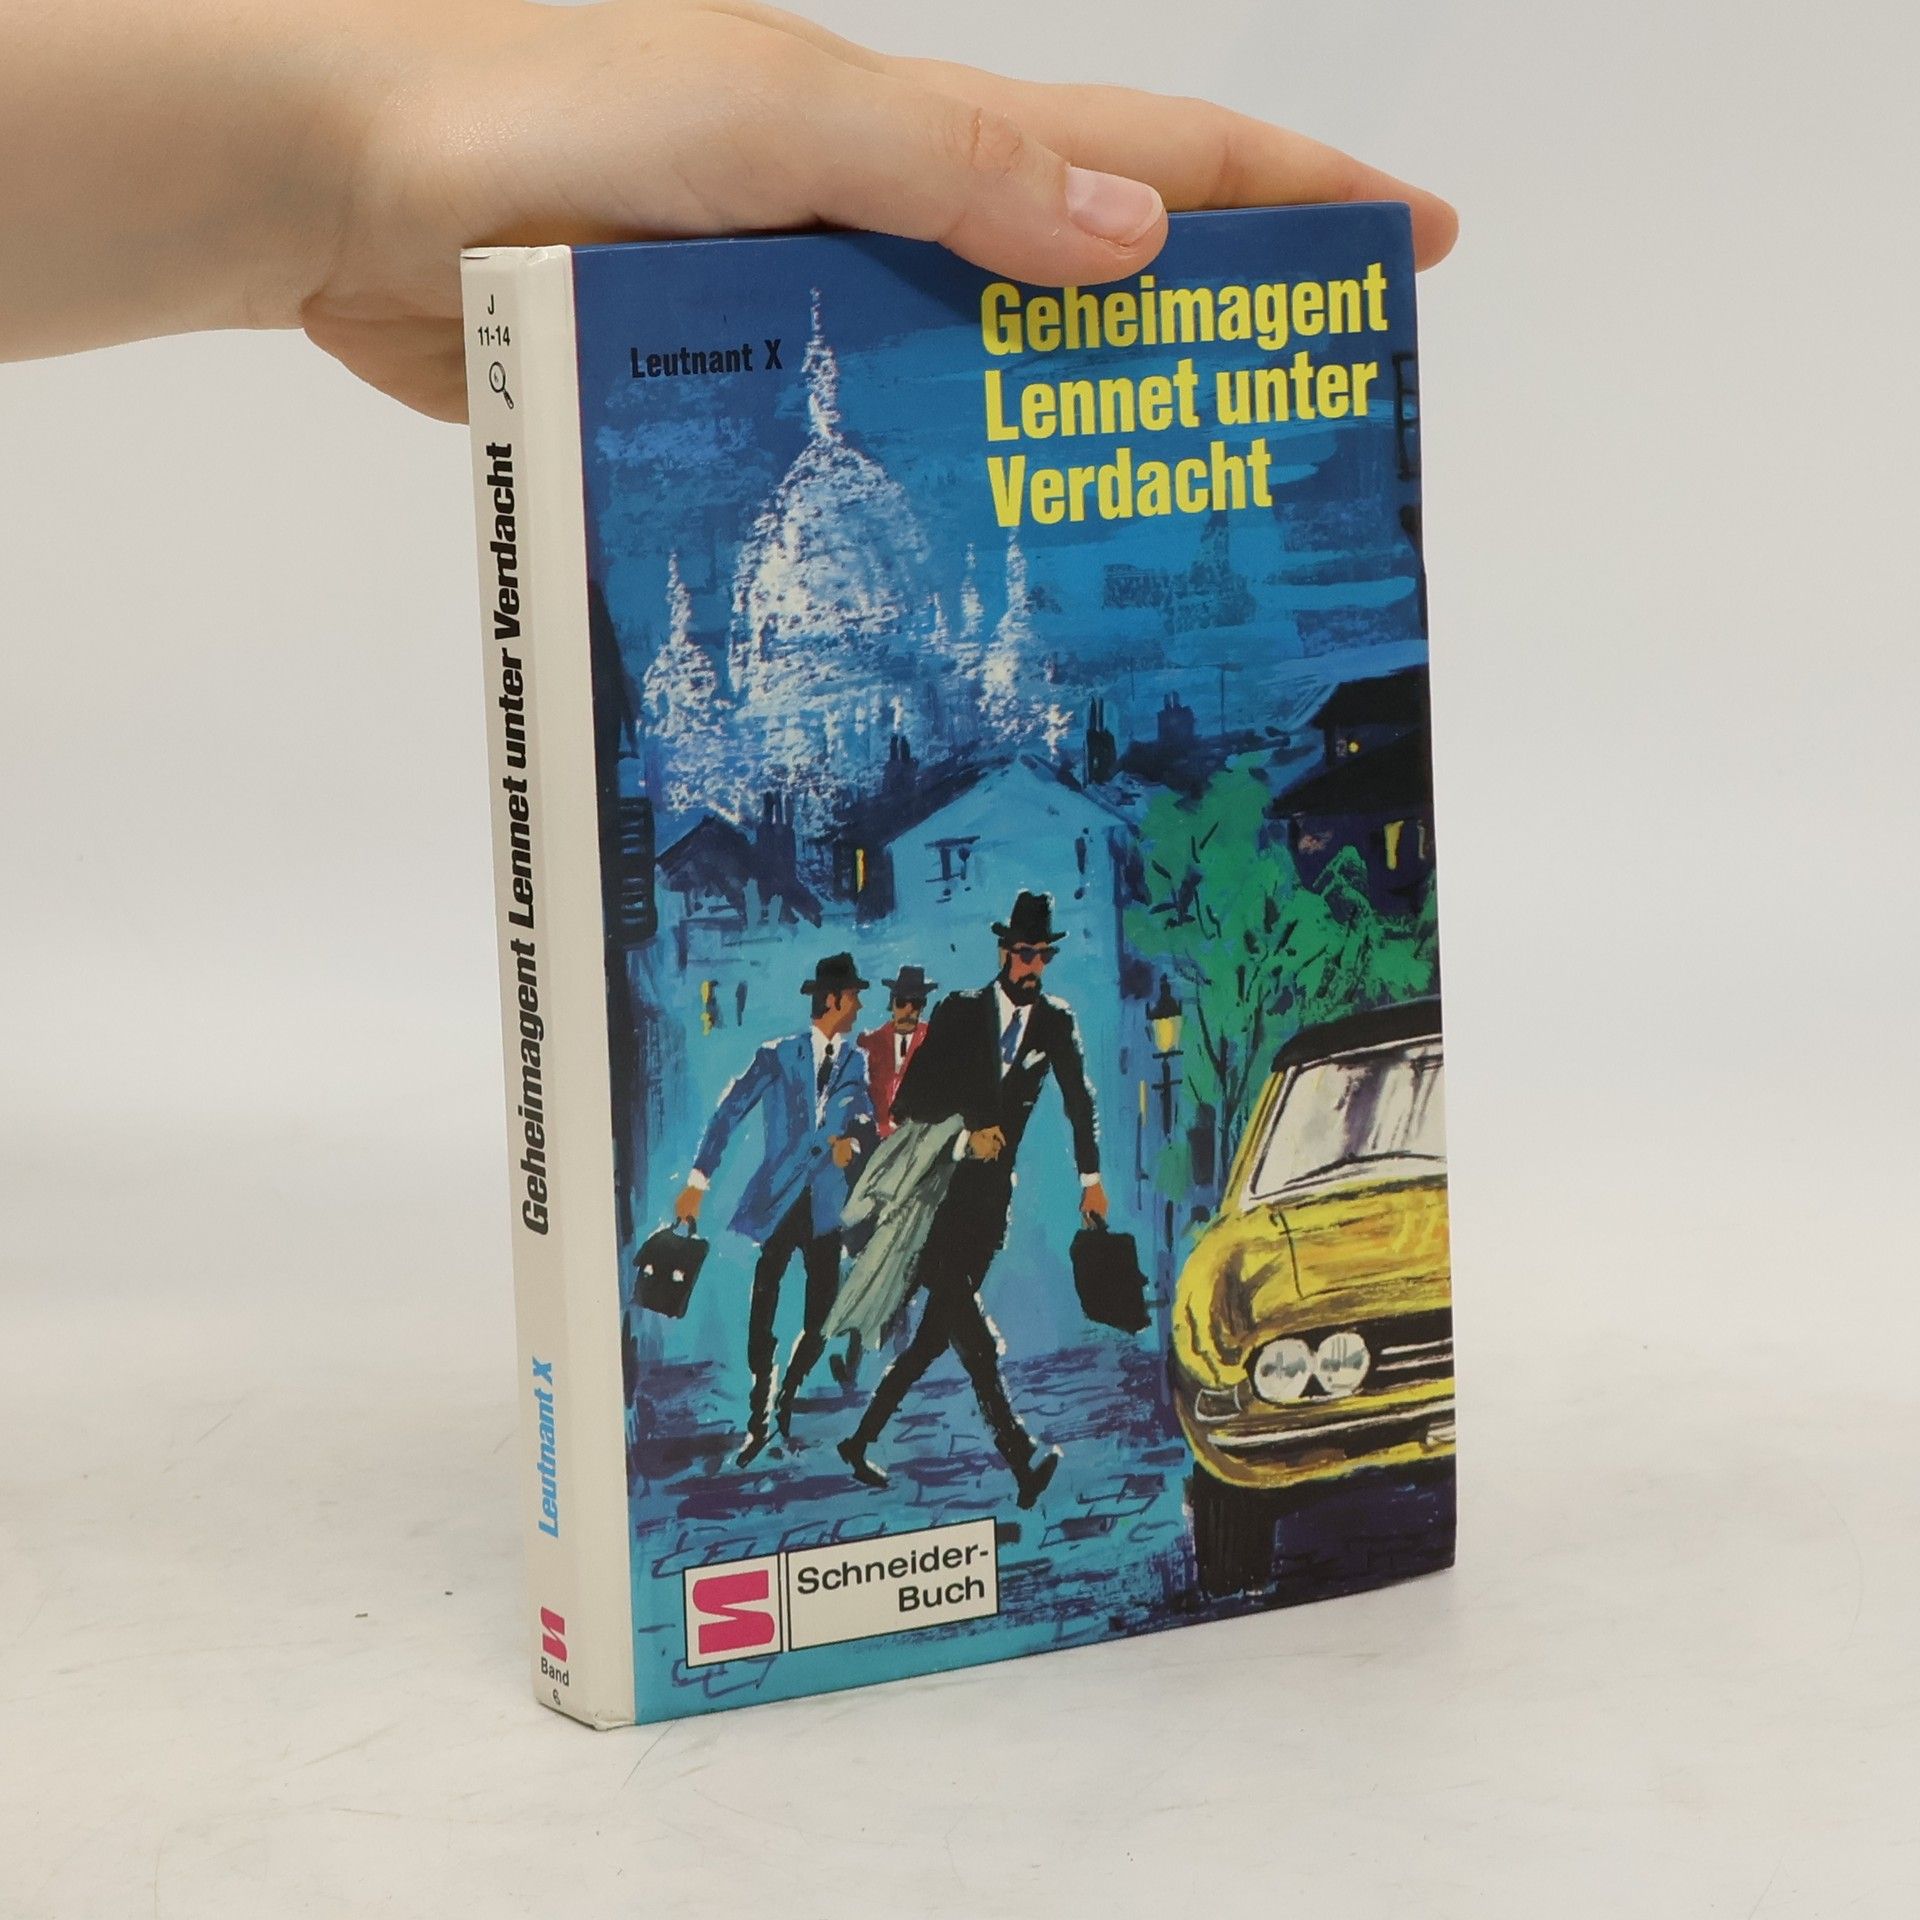 J
11-14
Geheimagent Lennet unter Verdacht
Leutnant X
Band
6
Leutnant X
Geheimagent
Lennet unter
Verdacht
Schneider-
Buch